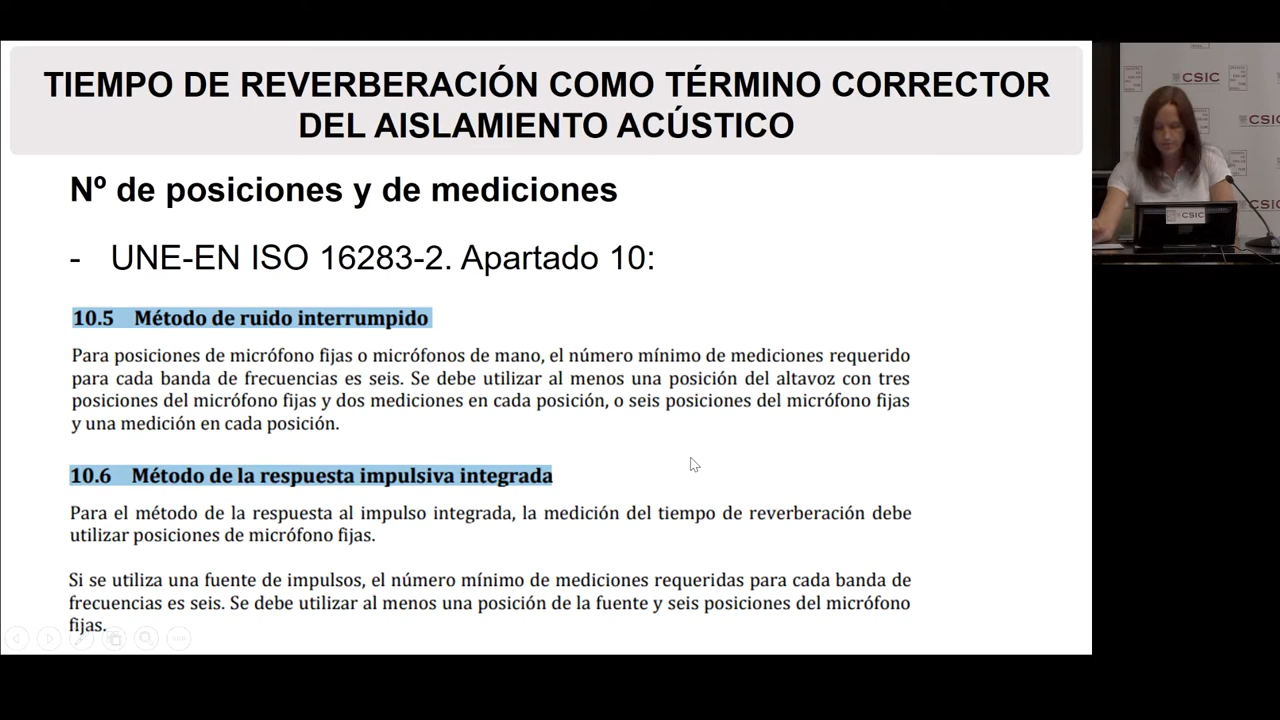 TIEMPO DE REVERBERACIÓN COMO TÉRMINO CORRECTOR
DEL AISLAMIENTO ACÚSTICO
Nº de posiciones y de mediciones
- UNE-EN ISO 16283-2. Apartado 10:
10.5 Método de ruido interrumpido
Para posiciones de micrófono fijas o micrófonos de mano, el número mínimo de mediciones requerido
para cada banda de frecuencias es seis. Se debe utilizar al menos una posición del altavoz con tres
posiciones del micrófono fijas y dos mediciones en cada posición, o seis posiciones del micrófono fijas
y una medición en cada posición.
10.6 Método de la respuesta impulsiva integrada
Para el método de la respuesta al impulso integrada, la medición del tiempo de reverberación debe
utilizar posiciones de micrófono fijas.
Si se utiliza una fuente de impulsos, el número mínimo de mediciones requeridas para cada banda de
frecuencias es seis. Se debe utilizar al menos una posición de la fuente y seis posiciones del micrófono
fijas.
CSIC
CSIC
CSIC